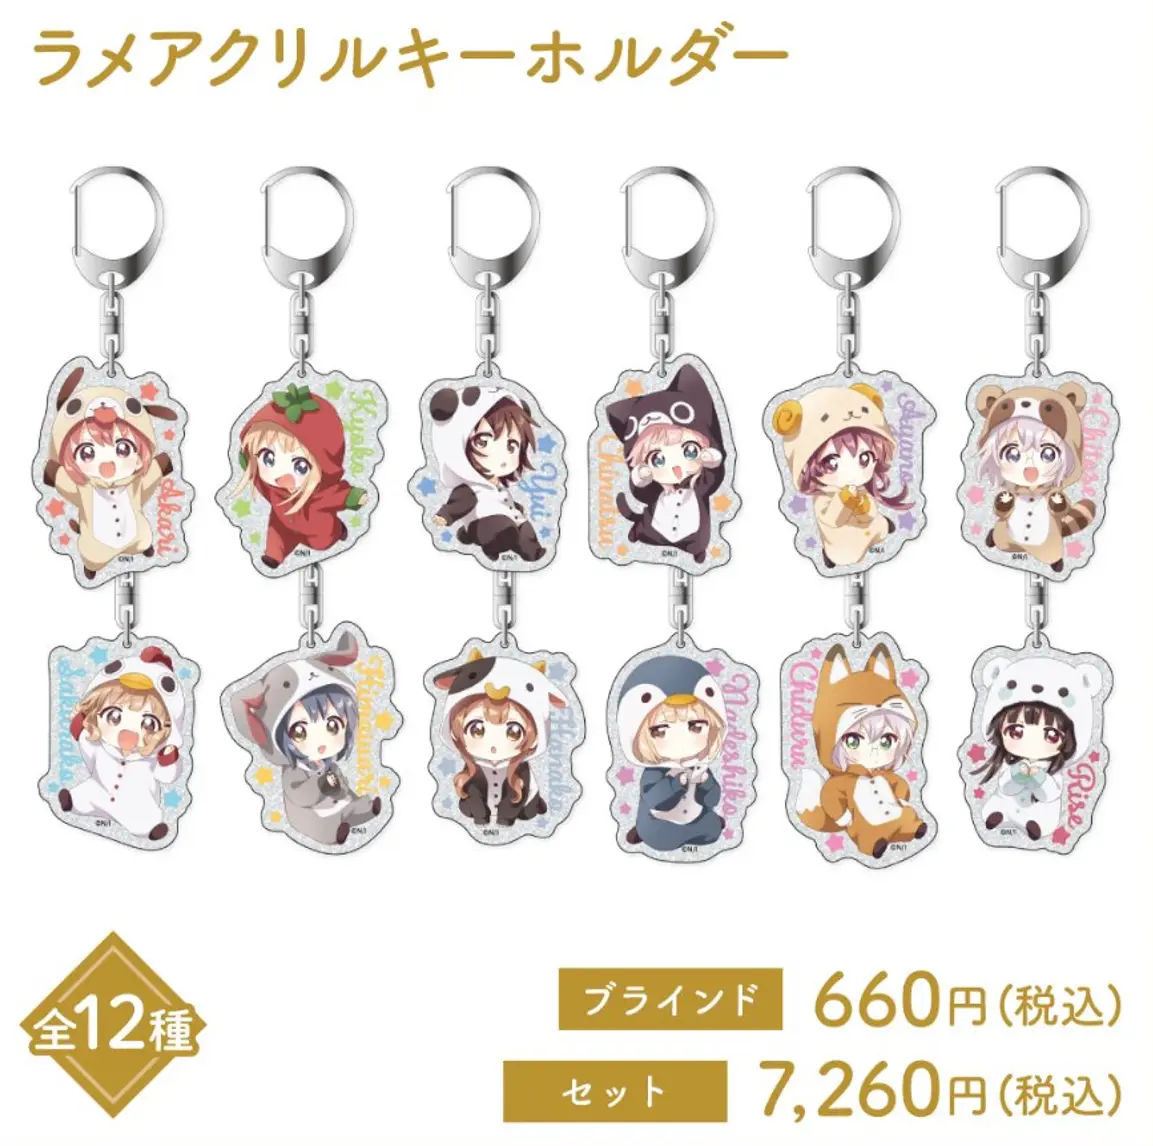 ラメアクリルキーホルダー
Akari
©N/I
Kyoko
©N/I
Yui
©N/I
Chinatsu
©N/I
Ayano
©N/I
Chitose
©N/I
Sakurako
©N/I
Himawari
©N/I
Hanako
©N/I
Nadeshiko
©N/I
Chiduru
©N/I
Rise
©N/I
全12種
ブラインド 660円(税込)
セット 7,260円(税込)